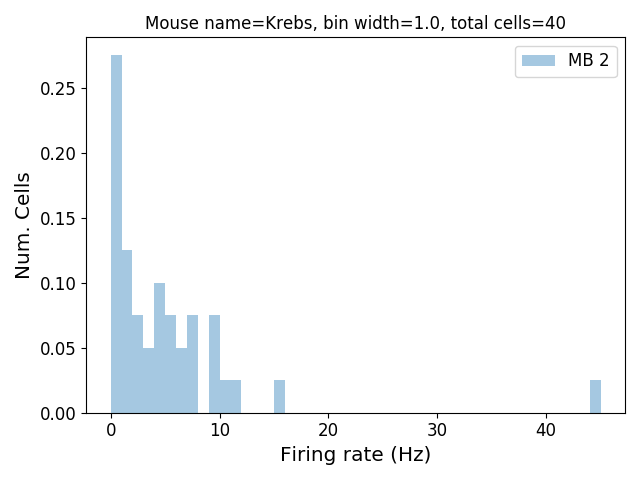 Mouse name=Krebs, bin width=1.0, total cells=40
MB 2
0.25
0.20
0.15
0.10
0.05
0.00
Num. Cells
0 10 20 30 40
Firing rate (Hz)